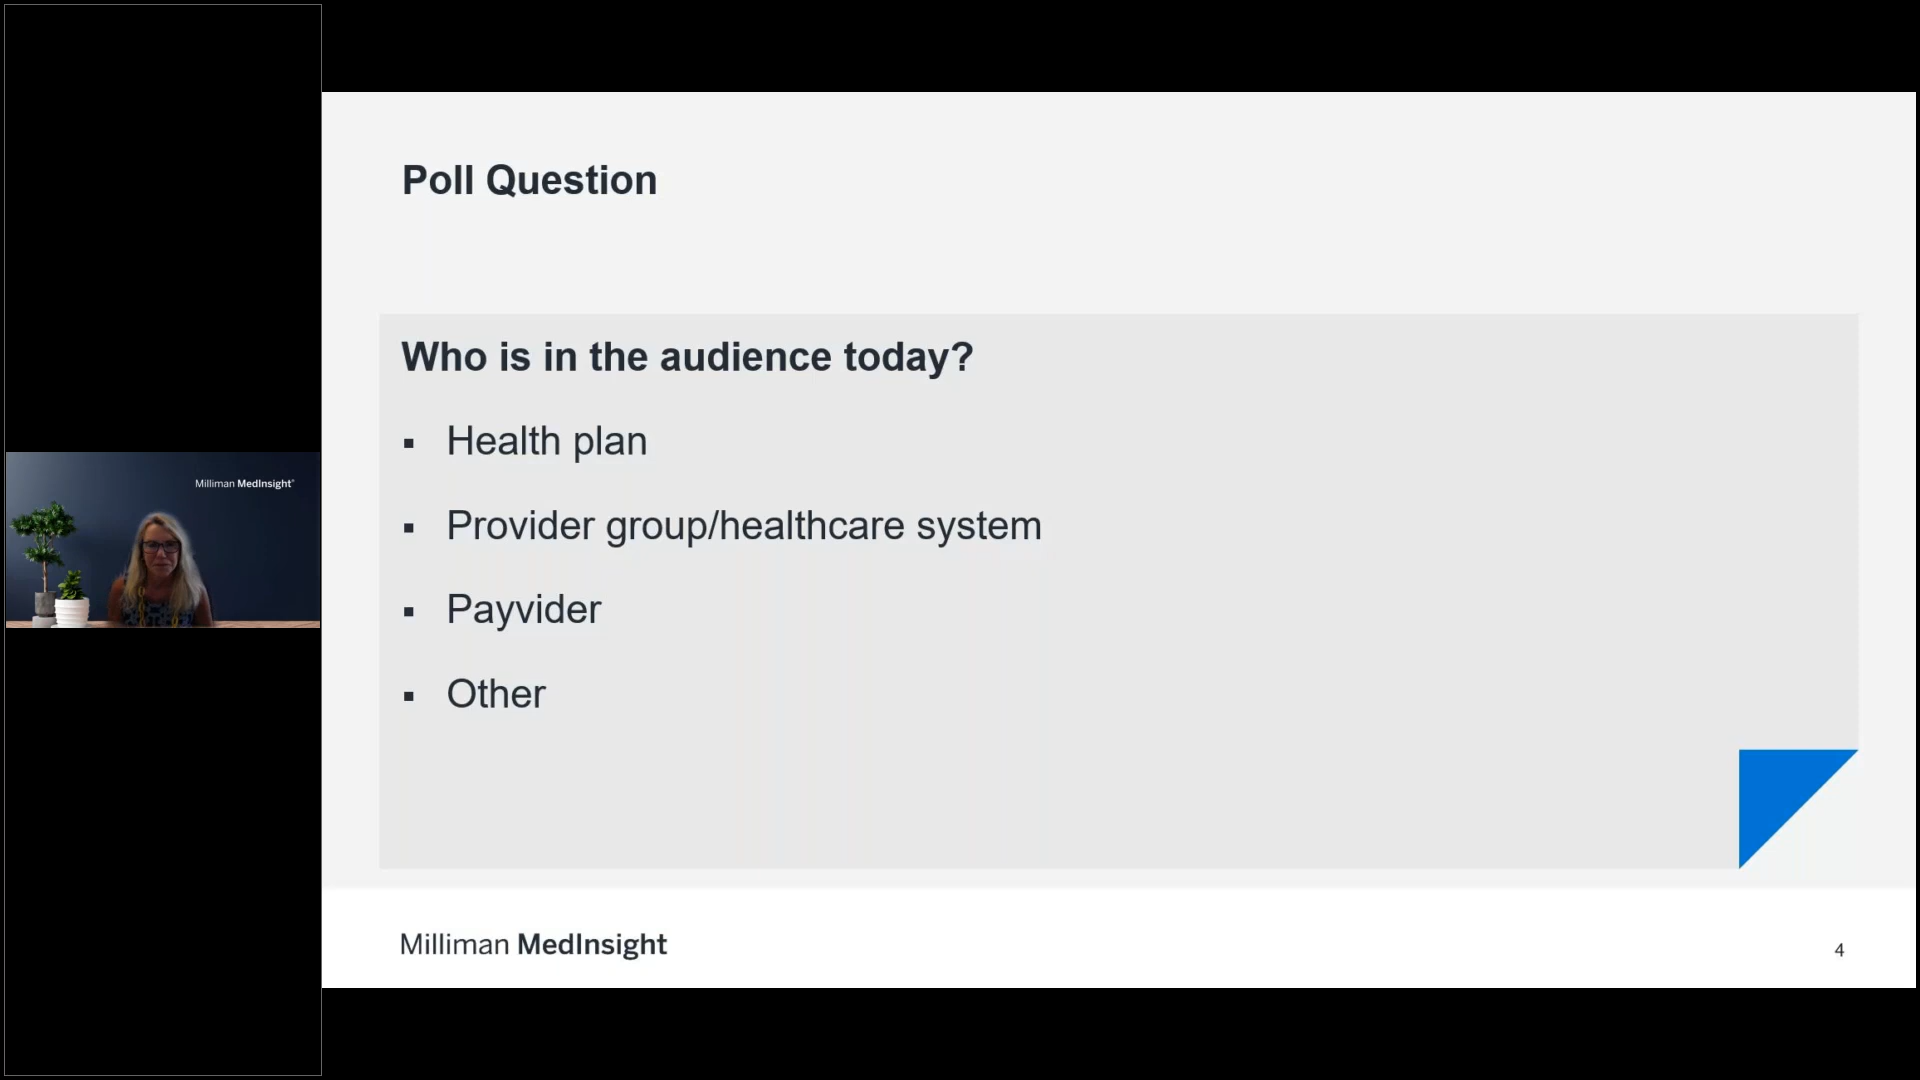 Poll Question
Who is in the audience today?
▪ Health plan
▪ Provider group/healthcare system
▪ Payvider
▪ Other
Milliman MedInsight®
Milliman MedInsight
4